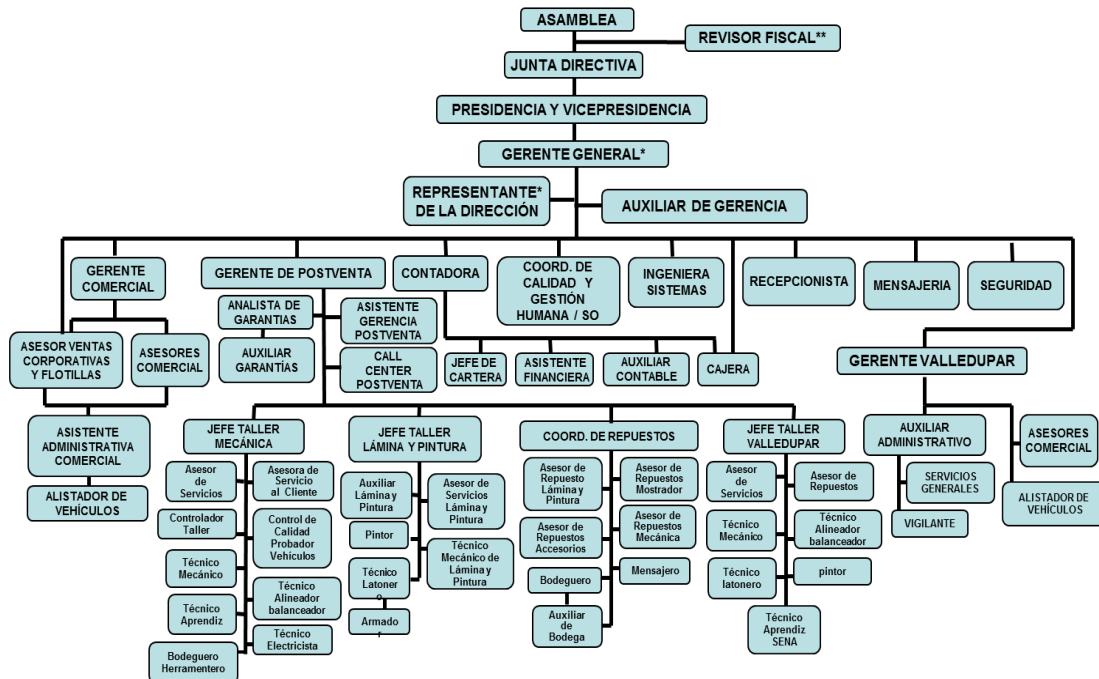 ASAMBLEA
REVISOR FISCAL**
JUNTA DIRECTIVA
PRESIDENCIA Y VICEPRESIDENCIA
GERENTE GENERAL*
REPRESENTANTE*
DE LA DIRECCIÓN
AUXILIAR DE GERENCIA
GERENTE
COMERCIAL
GERENTE DE POSTVENTA
CONTADORA
COORD. DE
CALIDAD Y
GESTIÓN
HUMANA / SO
INGENIERA
SISTEMAS
RECEPCIONISTA
MENSAJERIA
SEGURIDAD
ANALISTA DE
GARANTIAS
ASISTENTE
GERENCIA
POSTVENTA
ASESOR VENTAS
CORPORATIVAS
Y FLOTILLAS
ASESORES
COMERCIAL
AUXILIAR
GARANTÍAS
CALL
CENTER
POSTVENTA
JEFE DE
CARTERA
ASISTENTE
FINANCIERA
AUXILIAR
CONTABLE
CAJERA
GERENTE VALLEDUPAR
ASISTENTE
ADMINISTRATIVA
COMERCIAL
ALISTADOR DE
VEHÍCULOS
JEFE TALLER
MECÁNICA
JEFE TALLER
LÁMINA Y PINTURA
COORD. DE REPUESTOS
JEFE TALLER
VALLEDUPAR
AUXILIAR
ADMINISTRATIVO
ASESORES
COMERCIAL
SERVICIOS
GENERALES
ALISTADOR DE
VEHÍCULOS
VIGILANTE
Asesor
de
Servicios
Asesora de
Servicio
al Cliente
Controlador
Taller
Control de
Calidad
Probador
Vehículos
Técnico
Mecánico
Técnico
Alineador
balanceador
Técnico
Aprendiz
Técnico
Electricista
Bodeguero
Herramentero
Auxiliar
Lámina y
Pintura
Asesor de
Servicios
Lámina y
Pintura
Pintor
Técnico
Mecánico de
Lámina y
Pintura
Técnico
Latoner
o
Armado
r
Asesor de
Repuesto
Lámina y
Pintura
Asesor de
Repuestos
Mostrador
Asesor de
Repuestos
Accesorios
Asesor de
Repuestos
Mecánica
Bodeguero
Mensajero
Auxiliar
de
Bodega
Asesor
de
Servicios
Asesor de
Repuestos
Técnico
Mecánico
Técnico
Alineador
balanceador
Técnico
latonero
pintor
Técnico
Aprendiz
SENA